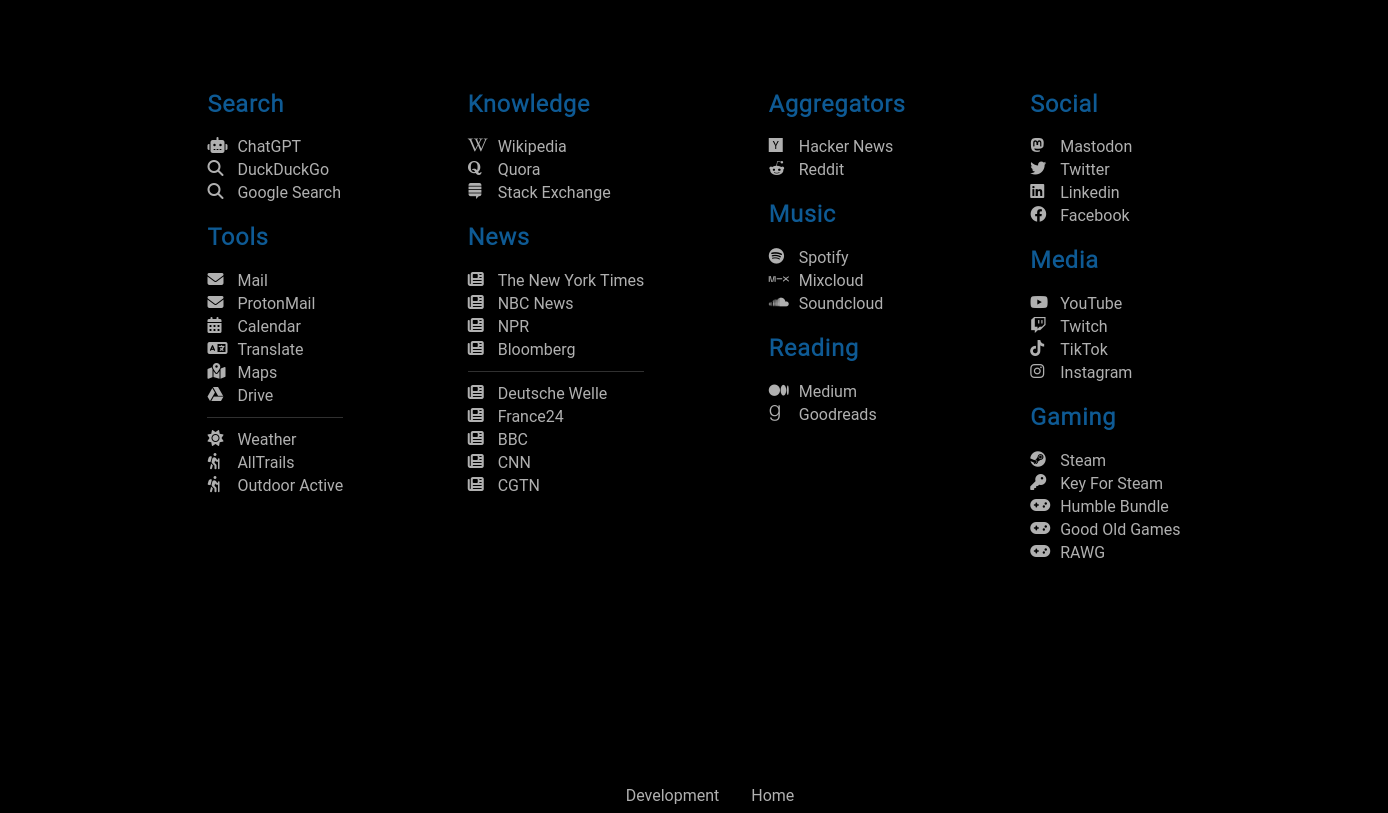 Search
ChatGPT
DuckDuckGo
Google Search
Tools
Mail
ProtonMail
Calendar
Translate
Maps
Drive
Weather
AllTrails
Outdoor Active
Knowledge
Wikipedia
Quora
Stack Exchange
News
The New York Times
NBC News
NPR
Bloomberg
Deutsche Welle
France24
BBC
CNN
CGTN
Aggregators
Hacker News
Reddit
Music
Spotify
Mixcloud
Soundcloud
Reading
Medium
Goodreads
Social
Mastodon
Twitter
Linkedin
Facebook
Media
YouTube
Twitch
TikTok
Instagram
Gaming
Steam
Key For Steam
Humble Bundle
Good Old Games
RAWG
Development Home